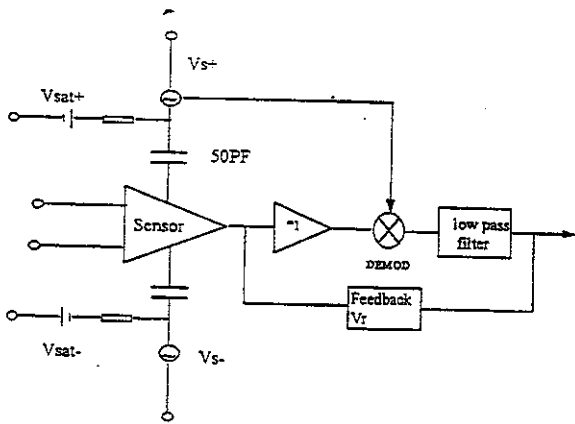 Vs+
Vsat+
50PF
Sensor
~1
DEMOD
low pass
filter
Feedback
Vr
Vsat-
Vs-